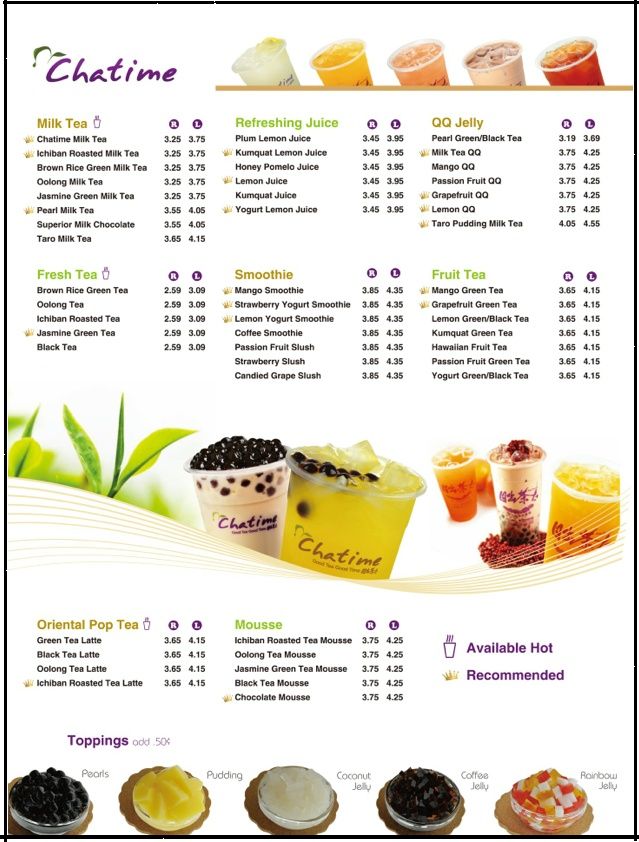 Chatime
Milk Tea R L
Chatime Milk Tea 3.25 3.75
Ichiban Roasted Milk Tea 3.25 3.75
Brown Rice Green Milk Tea 3.25 3.75
Oolong Milk Tea 3.25 3.75
Jasmine Green Milk Tea 3.25 3.75
Pearl Milk Tea 3.55 4.05
Superior Milk Chocolate 3.55 4.05
Taro Milk Tea 3.65 4.15
Refreshing Juice R L
Plum Lemon Juice 3.45 3.95
Kumquat Lemon Juice 3.45 3.95
Honey Pomelo Juice 3.45 3.95
Lemon Juice 3.45 3.95
Kumquat Juice 3.45 3.95
Yogurt Lemon Juice 3.45 3.95
QQ Jelly R L
Pearl Green/Black Tea 3.19 3.69
Milk Tea QQ 3.75 4.25
Mango QQ 3.75 4.25
Passion Fruit QQ 3.75 4.25
Grapefruit QQ 3.75 4.25
Lemon QQ 3.75 4.25
Taro Pudding Milk Tea 4.05 4.55
Fresh Tea R L
Brown Rice Green Tea 2.59 3.09
Oolong Tea 2.59 3.09
Ichiban Roasted Tea 2.59 3.09
Jasmine Green Tea 2.59 3.09
Black Tea 2.59 3.09
Smoothie R L
Mango Smoothie 3.85 4.35
Strawberry Yogurt Smoothie 3.85 4.35
Lemon Yogurt Smoothie 3.85 4.35
Coffee Smoothie 3.85 4.35
Passion Fruit Slush 3.85 4.35
Strawberry Slush 3.85 4.35
Candied Grape Slush 3.85 4.35
Fruit Tea R L
Mango Green Tea 3.65 4.15
Grapefruit Green Tea 3.65 4.15
Lemon Green/Black Tea 3.65 4.15
Kumquat Green Tea 3.65 4.15
Hawaiian Fruit Tea 3.65 4.15
Passion Fruit Green Tea 3.65 4.15
Yogurt Green/Black Tea 3.65 4.15
Chatime
Good Tea Good Time
Chatime
Good Tea Good Time
日出茶太
Oriental Pop Tea R L
Green Tea Latte 3.65 4.15
Black Tea Latte 3.65 4.15
Oolong Tea Latte 3.65 4.15
Ichiban Roasted Tea Latte 3.65 4.15
Mousse R L
Ichiban Roasted Tea Mousse 3.75 4.25
Oolong Tea Mousse 3.75 4.25
Jasmine Green Tea Mousse 3.75 4.25
Black Tea Mousse 3.75 4.25
Chocolate Mousse 3.75 4.25
Available Hot
Recommended
Toppings add .50¢
Pearls
Pudding
Coconut
Jelly
Coffee
Jelly
Rainbow
Jelly